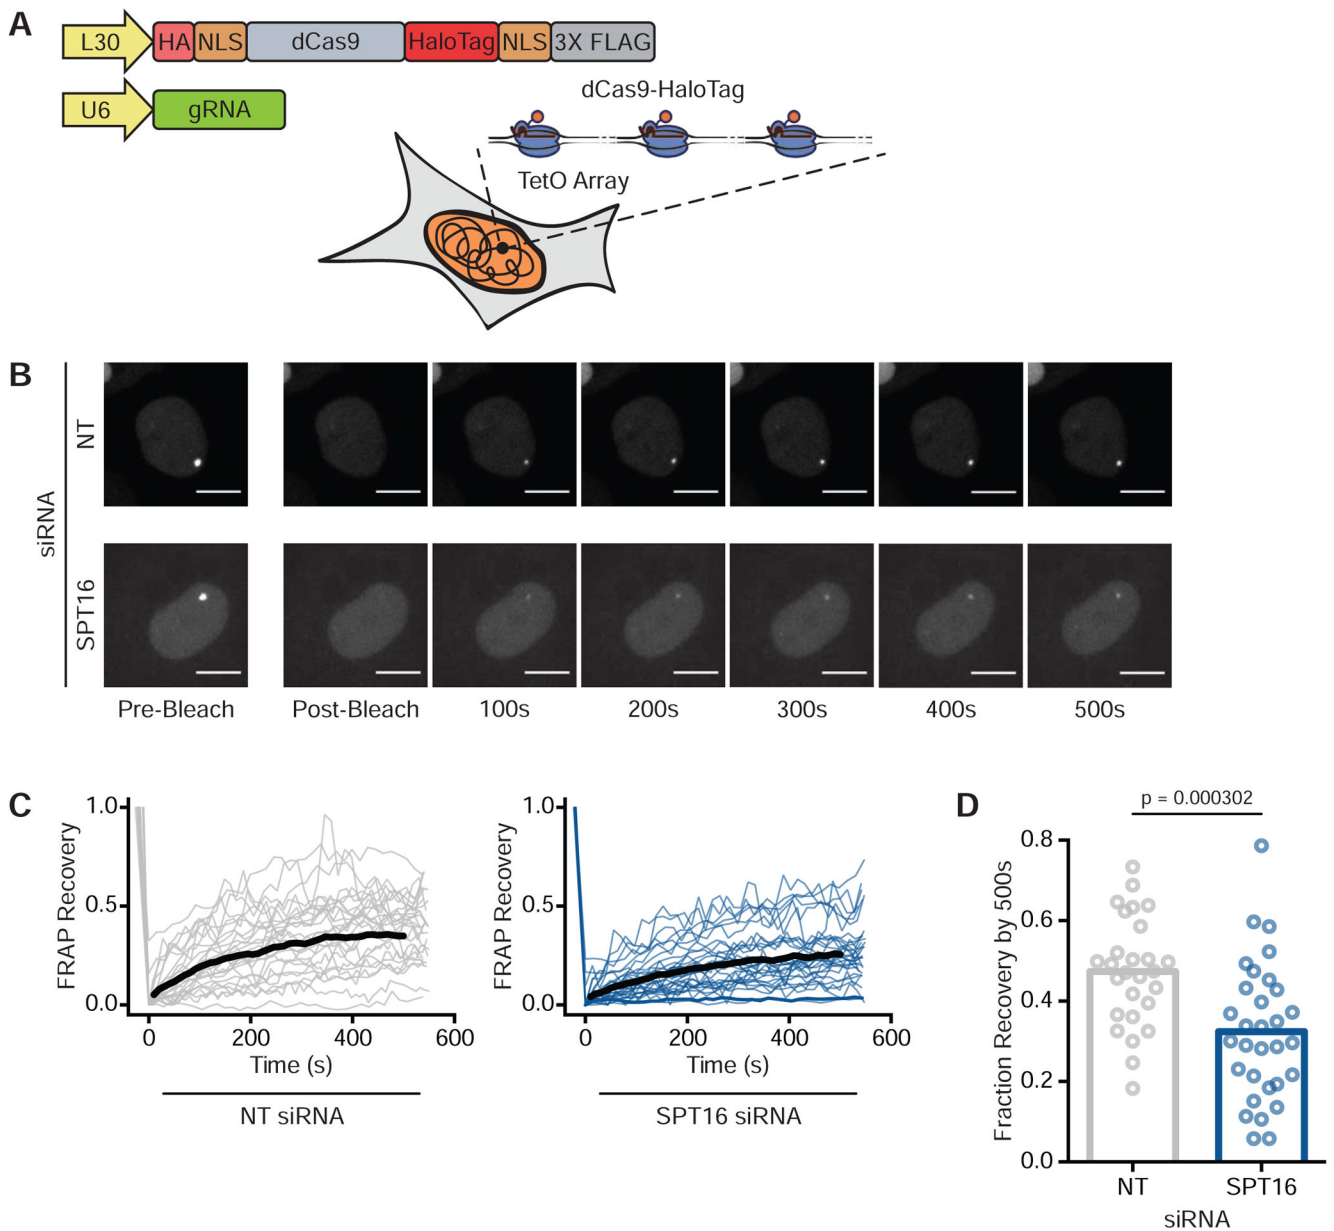 A
L30 HA NLS dCas9 HaloTag NLS 3X FLAG
U6 gRNA
dCas9-HaloTag
TetO Array
B
siRNA
NT
SPT16
Pre-Bleach Post-Bleach 100s 200s 300s 400s 500s
C
FRAP Recovery
1.0
0.5
0.0
0 200 400 600
Time (s)
NT siRNA
FRAP Recovery
1.0
0.5
0.0
0 200 400 600
Time (s)
SPT16 siRNA
D
p = 0.000302
Fraction Recovery by 500s
0.8
0.6
0.4
0.2
0.0
NT SPT16
siRNA